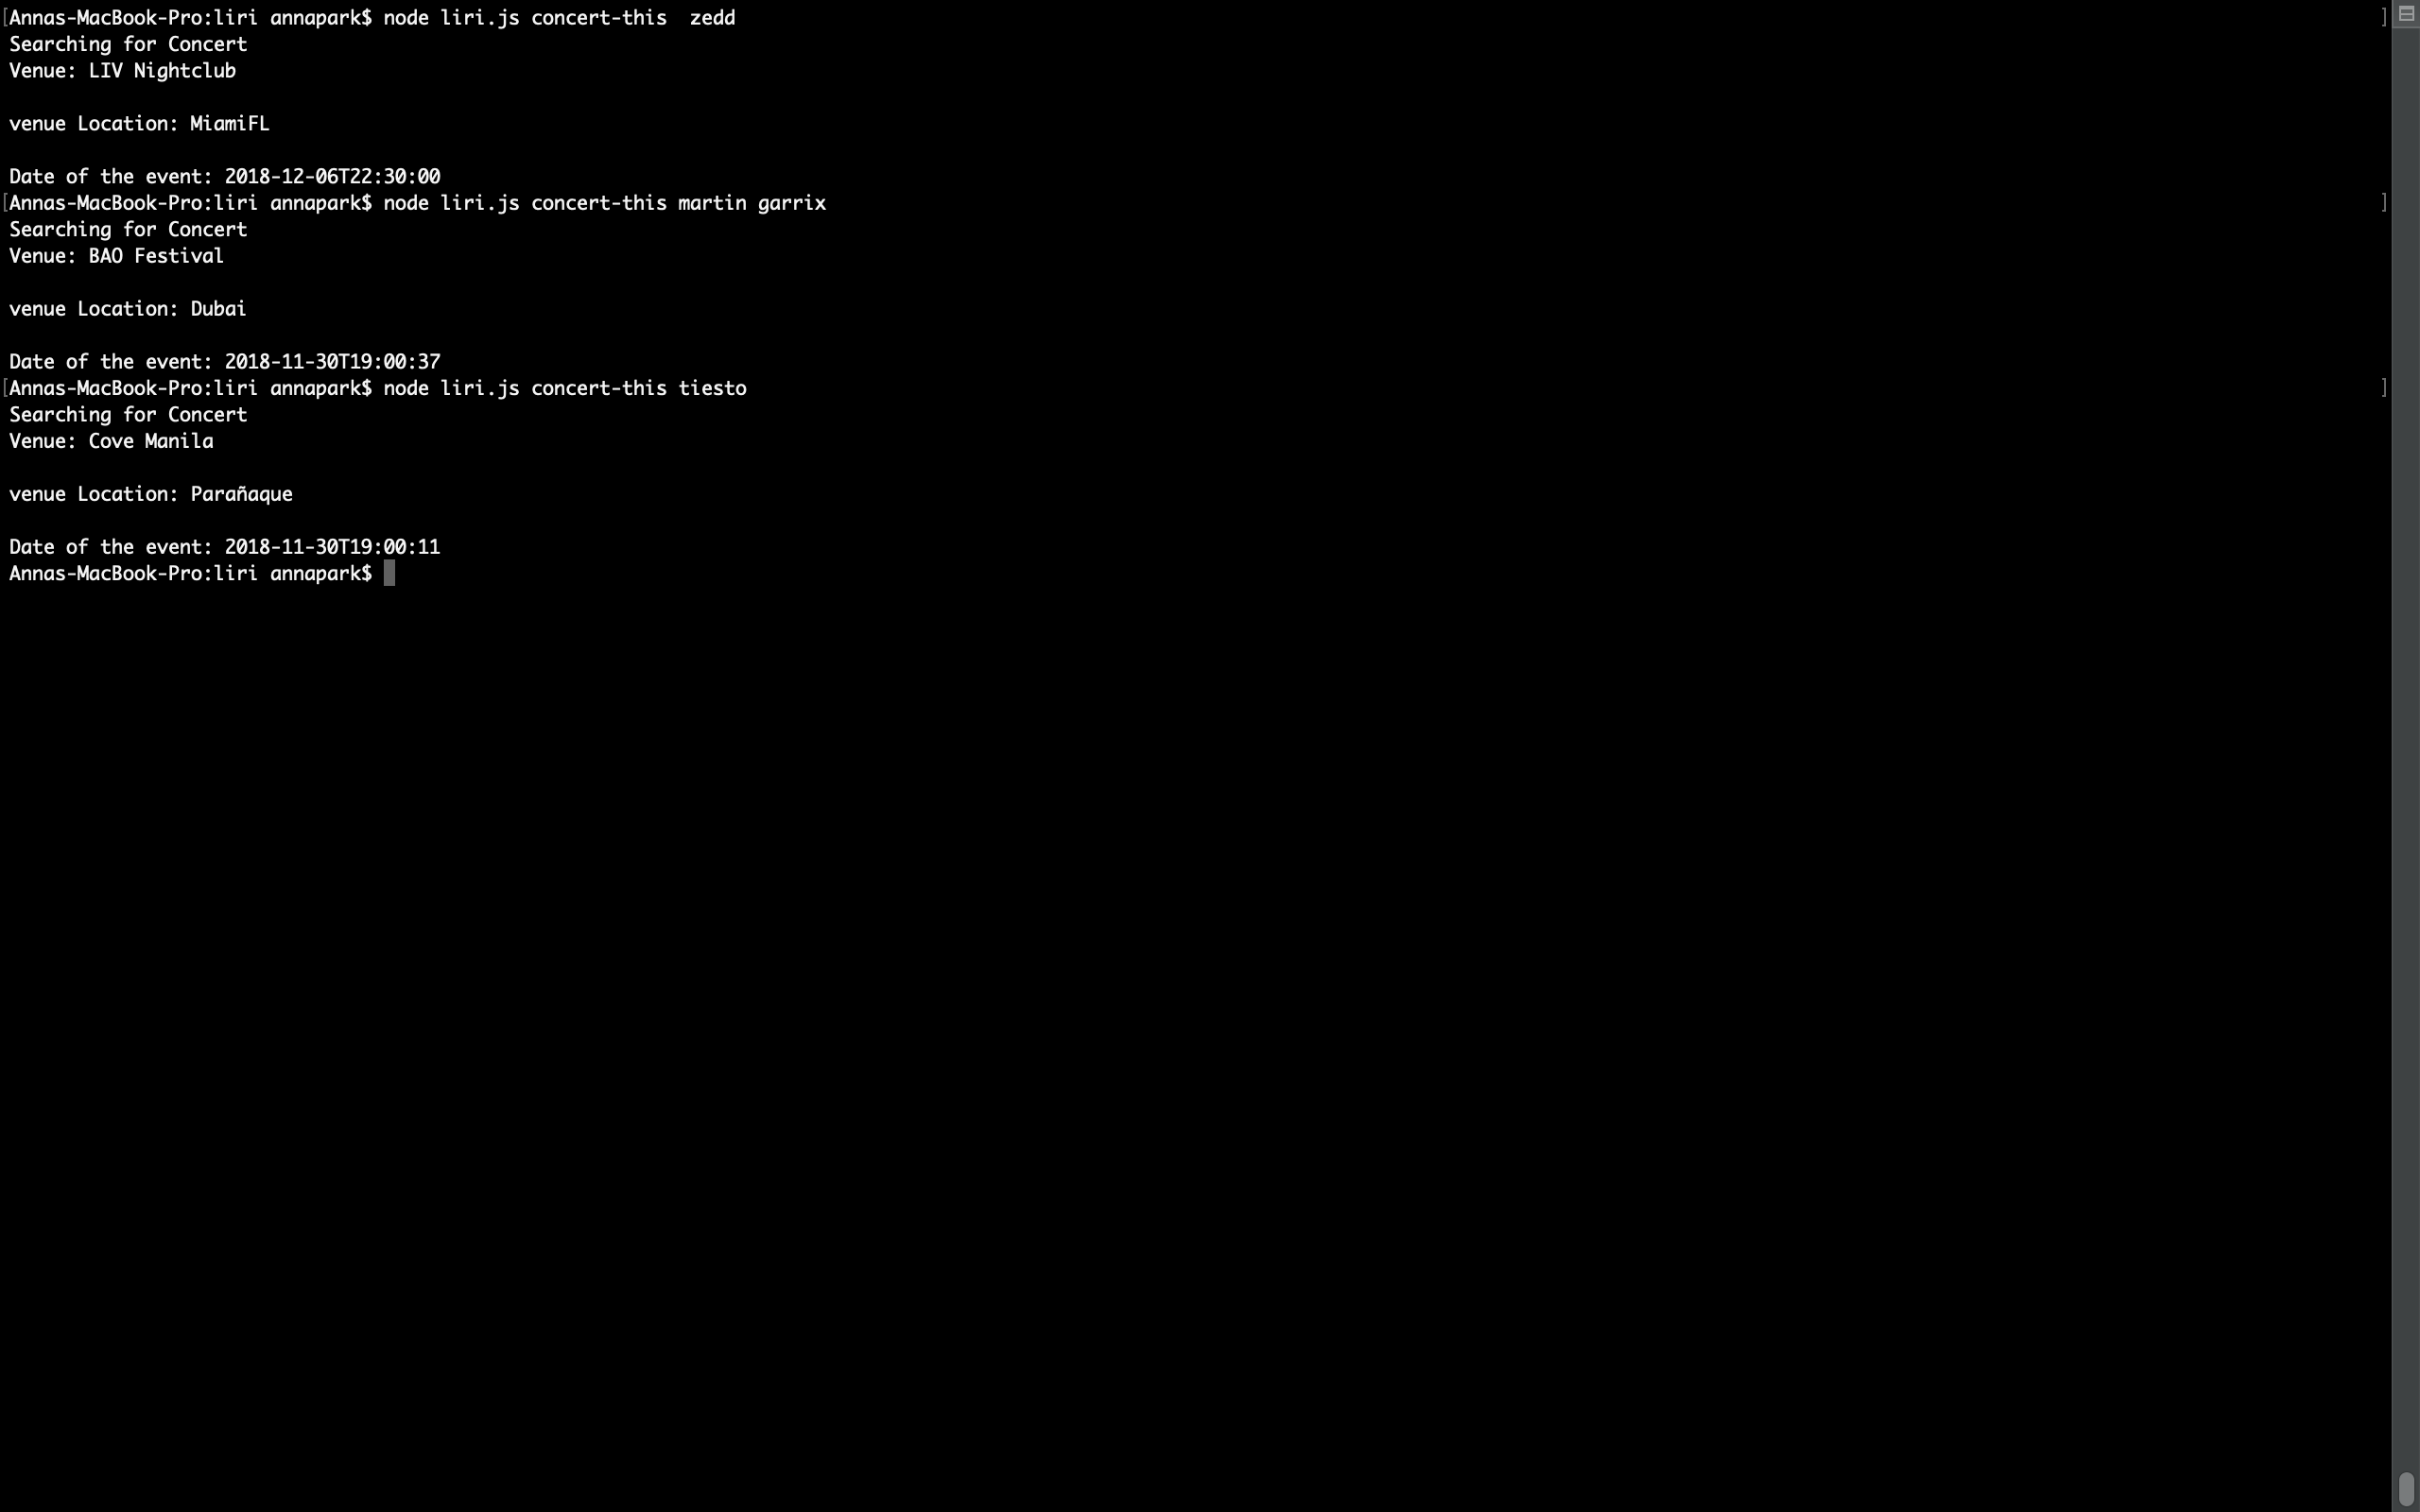 [Annas-MacBook-Pro:liri annapark$ node liri.js concert-this  zedd ]
Searching for Concert
Venue: LIV Nightclub
venue Location: MiamiFL
Date of the event: 2018-12-06T22:30:00
[Annas-MacBook-Pro:liri annapark$ node liri.js concert-this martin garrix ]
Searching for Concert
Venue: BAO Festival
venue Location: Dubai
Date of the event: 2018-11-30T19:00:37
[Annas-MacBook-Pro:liri annapark$ node liri.js concert-this tiesto ]
Searching for Concert
Venue: Cove Manila
venue Location: Parañaque
Date of the event: 2018-11-30T19:00:11
Annas-MacBook-Pro:liri annapark$